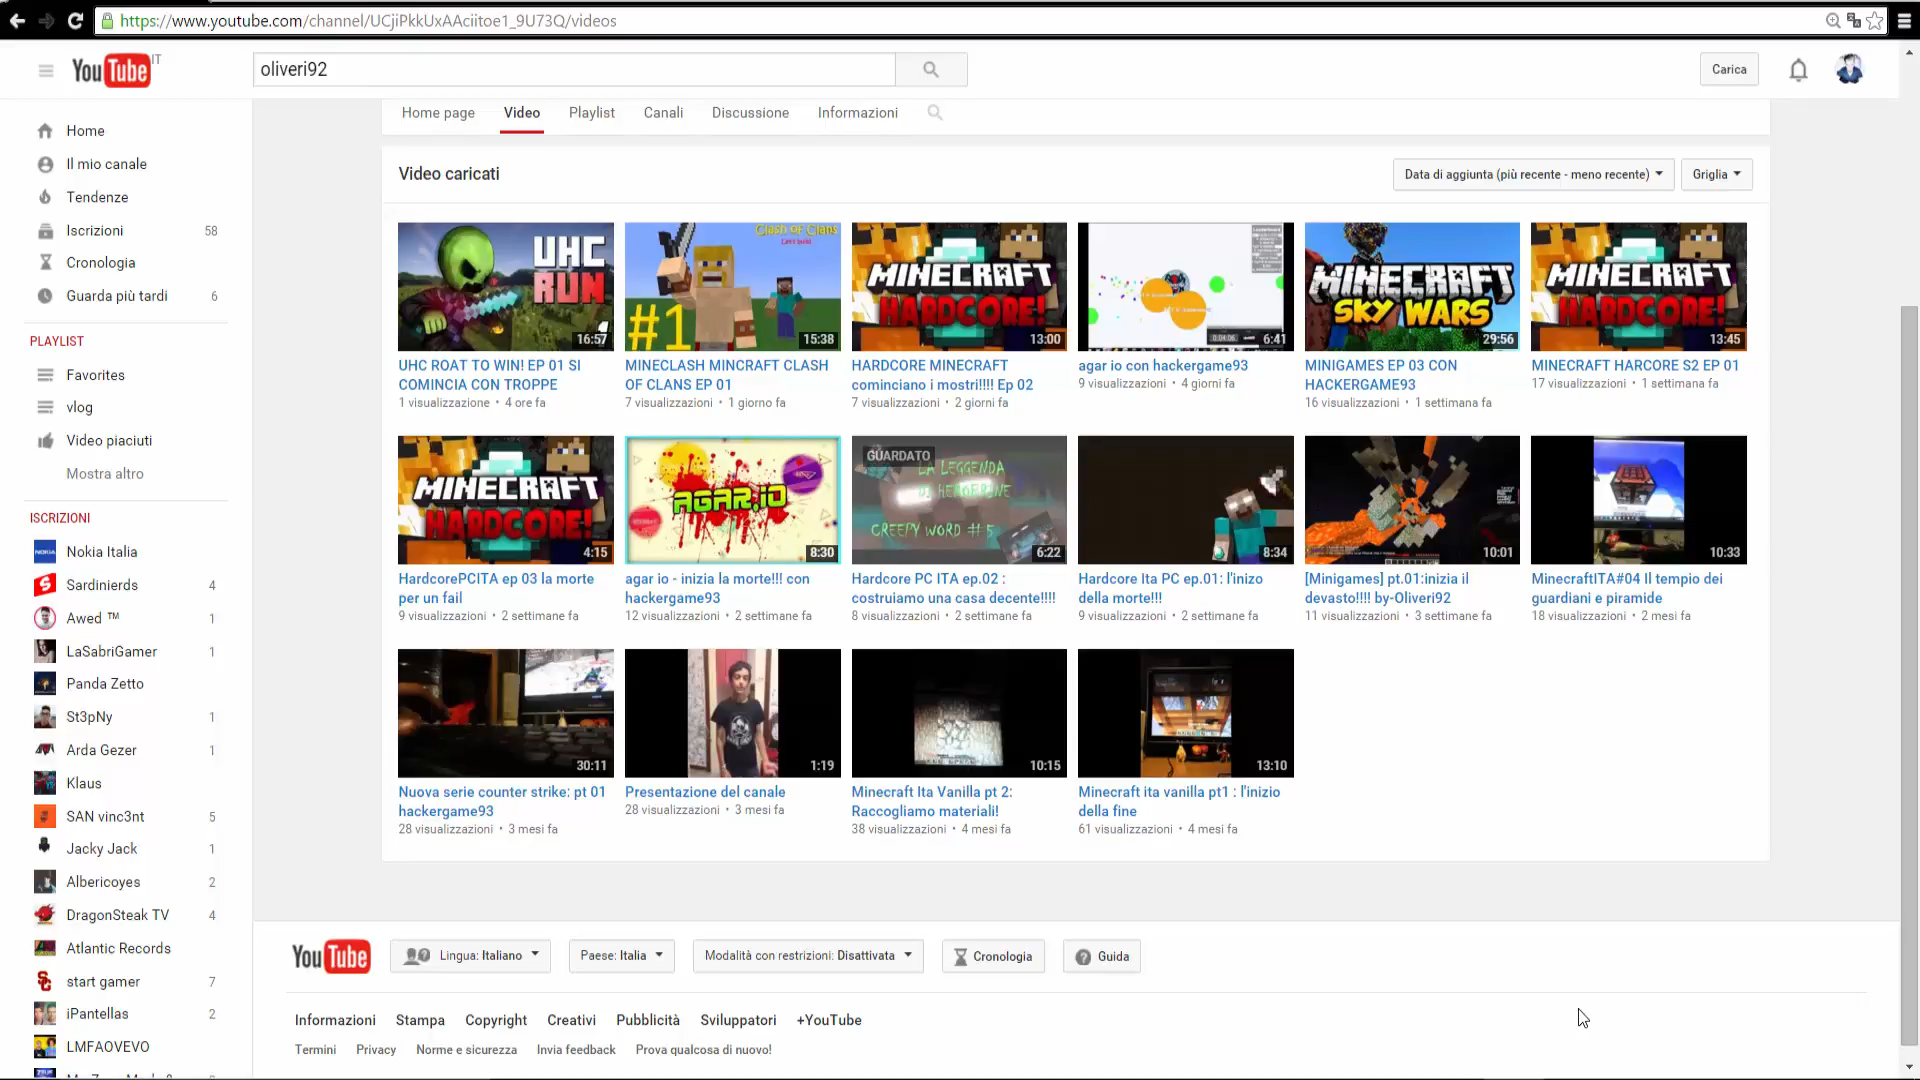 https://www.youtube.com/channel/UCjiPkkUxAAciitoe1_9U73Q/videos
YouTube IT
oliveri92
Carica
Home page Video Playlist Canali Discussione Informazioni
Home
Il mio canale
Tendenze
Iscrizioni 58
Cronologia
Guarda più tardi 6
PLAYLIST
Favorites
vlog
Video piaciuti
Mostra altro
ISCRIZIONI
NOKIA Nokia Italia
Sardinierds 4
Awed ™ 1
LaSabriGamer 1
Panda Zetto
St3pNy 1
Arda Gezer 1
Klaus
SAN vinc3nt 5
Jacky Jack 1
Albericoyes 2
DragonSteak TV 4
Atlantic Records
start gamer 7
iPantellas 2
LMFAOVEVO
Video caricati
Data di aggiunta (più recente - meno recente) Griglia
UHC
RUN
16:57
UHC ROAT TO WIN! EP 01 SI
COMINCIA CON TROPPE
1 visualizzazione • 4 ore fa
Clash of Clans
#1
15:38
MINECLASH MINCRAFT CLASH
OF CLANS EP 01
7 visualizzazioni • 1 giorno fa
MINECRAFT
HARDCORE!
13:00
HARDCORE MINECRAFT
cominciano i mostri!!!! Ep 02
7 visualizzazioni • 2 giorni fa
6:41
agar io con hackergame93
9 visualizzazioni • 4 giorni fa
MINECRAFT
SKY WARS
29:56
MINIGAMES EP 03 CON
HACKERGAME93
16 visualizzazioni • 1 settimana fa
MINECRAFT
HARDCORE!
13:45
MINECRAFT HARCORE S2 EP 01
17 visualizzazioni • 1 settimana fa
MINECRAFT
HARDCORE!
4:15
HardcorePCITA ep 03 la morte
per un fail
9 visualizzazioni • 2 settimane fa
AGAR.IO
8:30
agar io - inizia la morte!!! con
hackergame93
12 visualizzazioni • 2 settimane fa
GUARDATO
LA LEGGENDA
DI HEROBRINE
CREEPY WORD #5
6:22
Hardcore PC ITA ep.02 :
costruiamo una casa decente!!!!
8 visualizzazioni • 2 settimane fa
8:34
Hardcore Ita PC ep.01: l'inizo
della morte!!!
9 visualizzazioni • 2 settimane fa
10:01
[Minigames] pt.01:inizia il
devasto!!!! by-Oliveri92
11 visualizzazioni • 3 settimane fa
10:33
MinecraftITA#04 Il tempio dei
guardiani e piramide
18 visualizzazioni • 2 mesi fa
30:11
Nuova serie counter strike: pt 01
hackergame93
28 visualizzazioni • 3 mesi fa
1:19
Presentazione del canale
28 visualizzazioni • 3 mesi fa
10:15
Minecraft Ita Vanilla pt 2:
Raccogliamo materiali!
38 visualizzazioni • 4 mesi fa
13:10
Minecraft ita vanilla pt1 : l'inizio
della fine
61 visualizzazioni • 4 mesi fa
YouTube Lingua: Italiano Paese: Italia Modalità con restrizioni: Disattivata Cronologia Guida
Informazioni Stampa Copyright Creativi Pubblicità Sviluppatori +YouTube
Termini Privacy Norme e sicurezza Invia feedback Prova qualcosa di nuovo!